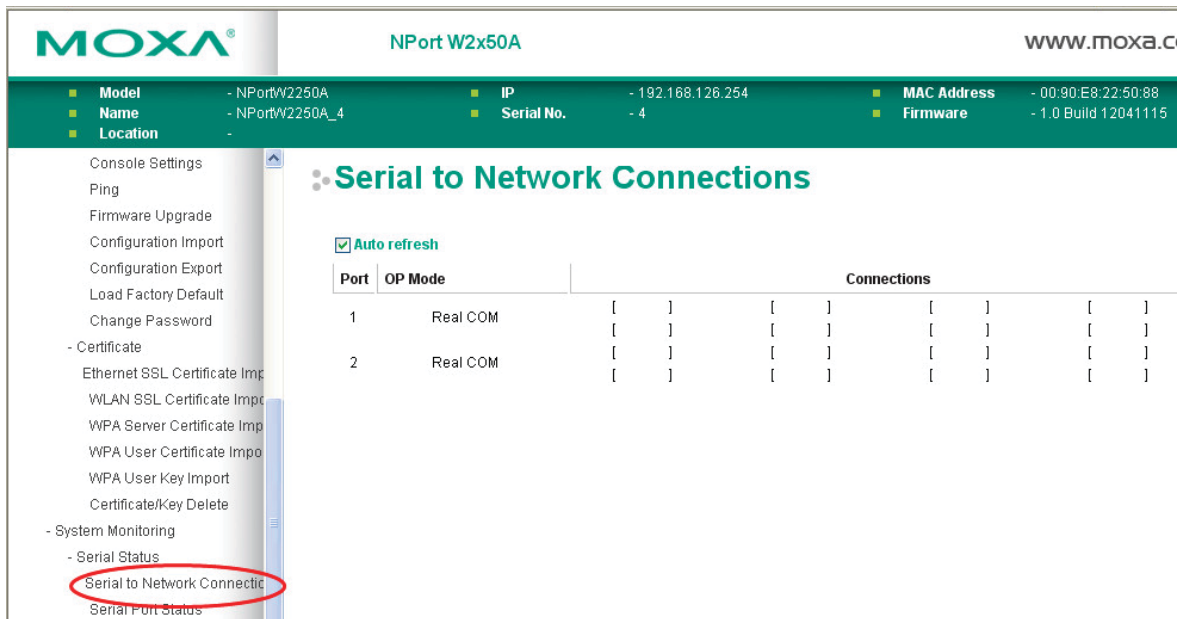 MOXA®
NPort W2x50A
www.moxa.c
Model - NPortW2250A IP - 192.168.126.254 MAC Address - 00:90:E8:22:50:88
Name - NPortW2250A_4 Serial No. - 4 Firmware - 1.0 Build 12041115
Location -
Console Settings
Ping
Firmware Upgrade
Configuration Import
Configuration Export
Load Factory Default
Change Password
- Certificate
Ethernet SSL Certificate Imp
WLAN SSL Certificate Impo
WPA Server Certificate Imp
WPA User Certificate Impo
WPA User Key Import
Certificate/Key Delete
- System Monitoring
- Serial Status
Serial to Network Connectio
Serial Port Status
Serial to Network Connections
Auto refresh
Port OP Mode Connections
1 Real COM [ ] [ ] [ ] [ ]
[ ] [ ] [ ] [ ]
2 Real COM [ ] [ ] [ ] [ ]
[ ] [ ] [ ] [ ]